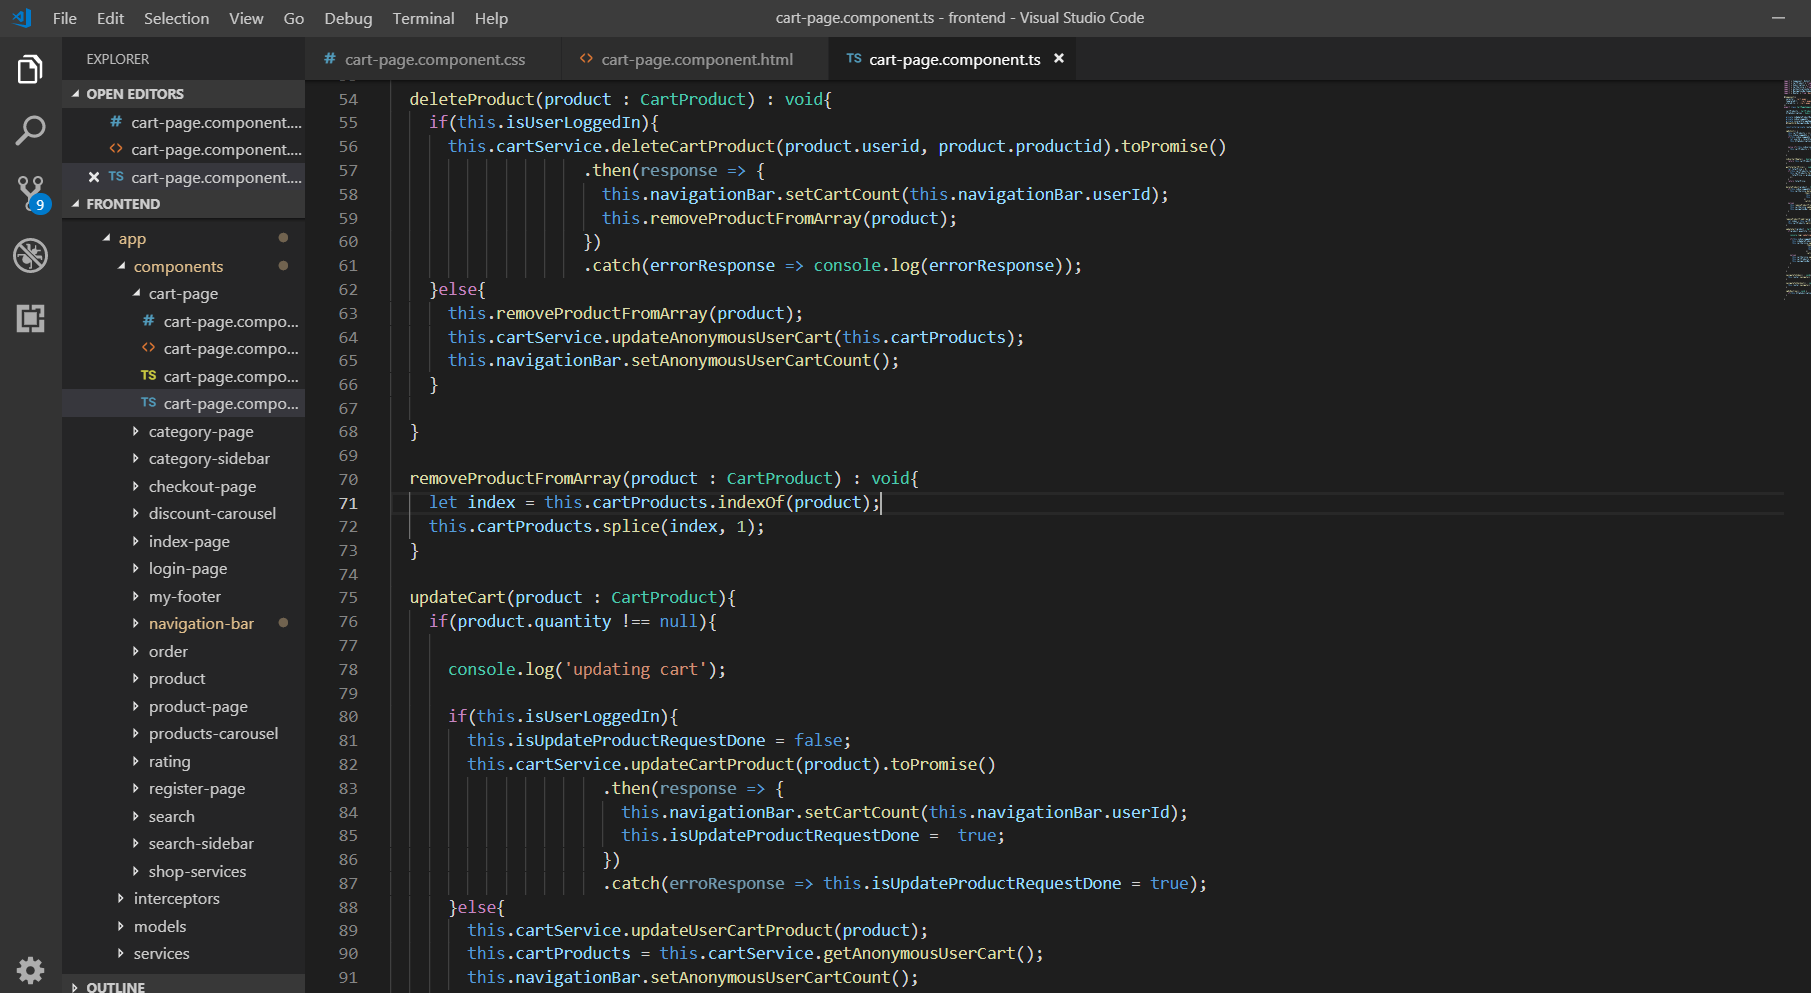 File Edit Selection View Go Debug Terminal Help cart-page.component.ts - frontend - Visual Studio Code
EXPLORER
OPEN EDITORS
# cart-page.component....
<> cart-page.component....
× TS cart-page.component....
9
FRONTEND
app
components
cart-page
# cart-page.compo...
<> cart-page.compo...
TS cart-page.compo...
TS cart-page.compo...
category-page
category-sidebar
checkout-page
discount-carousel
index-page
login-page
my-footer
navigation-bar
order
product
product-page
products-carousel
rating
register-page
search
search-sidebar
shop-services
interceptors
models
services
OUTLINE
# cart-page.component.css <> cart-page.component.html TS cart-page.component.ts ×
54 deleteProduct(product : CartProduct) : void{
55 if(this.isUserLoggedIn){
56 this.cartService.deleteCartProduct(product.userid, product.productid).toPromise()
57 .then(response => {
58 this.navigationBar.setCartCount(this.navigationBar.userId);
59 this.removeProductFromArray(product);
60 })
61 .catch(errorResponse => console.log(errorResponse));
62 }else{
63 this.removeProductFromArray(product);
64 this.cartService.updateAnonymousUserCart(this.cartProducts);
65 this.navigationBar.setAnonymousUserCartCount();
66 }
67
68 }
69
70 removeProductFromArray(product : CartProduct) : void{
71 let index = this.cartProducts.indexOf(product);
72 this.cartProducts.splice(index, 1);
73 }
74
75 updateCart(product : CartProduct){
76 if(product.quantity !== null){
77
78 console.log('updating cart');
79
80 if(this.isUserLoggedIn){
81 this.isUpdateProductRequestDone = false;
82 this.cartService.updateCartProduct(product).toPromise()
83 .then(response => {
84 this.navigationBar.setCartCount(this.navigationBar.userId);
85 this.isUpdateProductRequestDone =  true;
86 })
87 .catch(erroResponse => this.isUpdateProductRequestDone = true);
88 }else{
89 this.cartService.updateUserCartProduct(product);
90 this.cartProducts = this.cartService.getAnonymousUserCart();
91 this.navigationBar.setAnonymousUserCartCount();